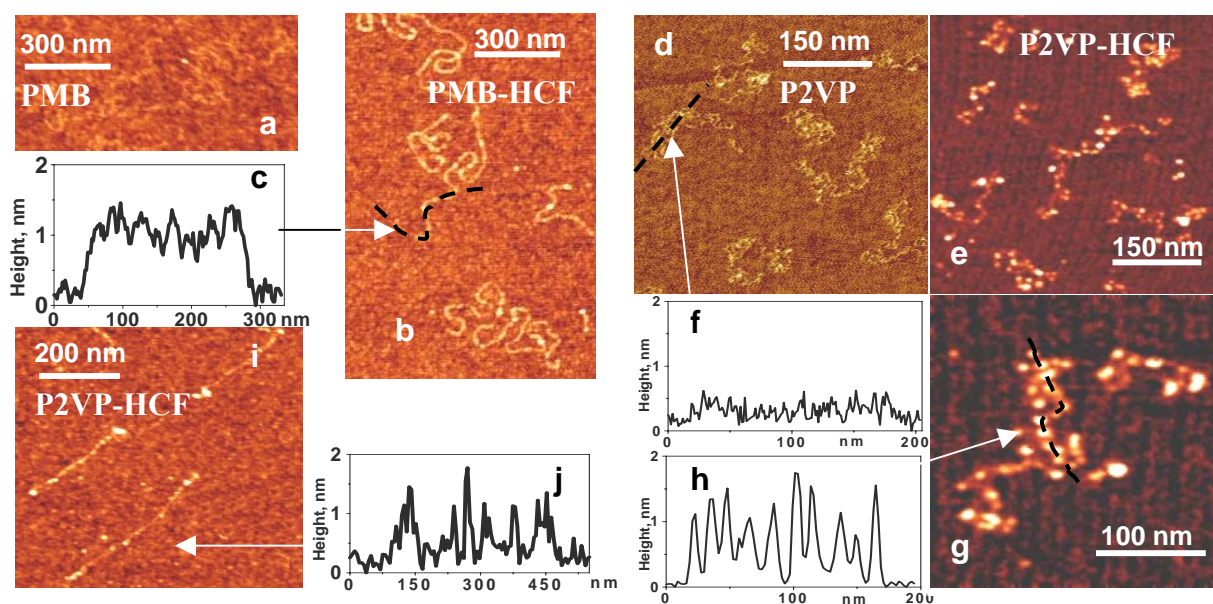 300 nm
PMB
a
2
1
0
Height, nm
c
0
100
200
300 nm
300 nm
PMB-HCF
b
d
150 nm
P2VP
P2VP-HCF
e
150 nm
2
1
0
Height, nm
f
0
100
200
nm
2
1
0
Height, nm
h
0
100
200
nm
g
100 nm
i
200 nm
P2VP-HCF
2
1
0
Height, nm
j
0
150
300
450
nm